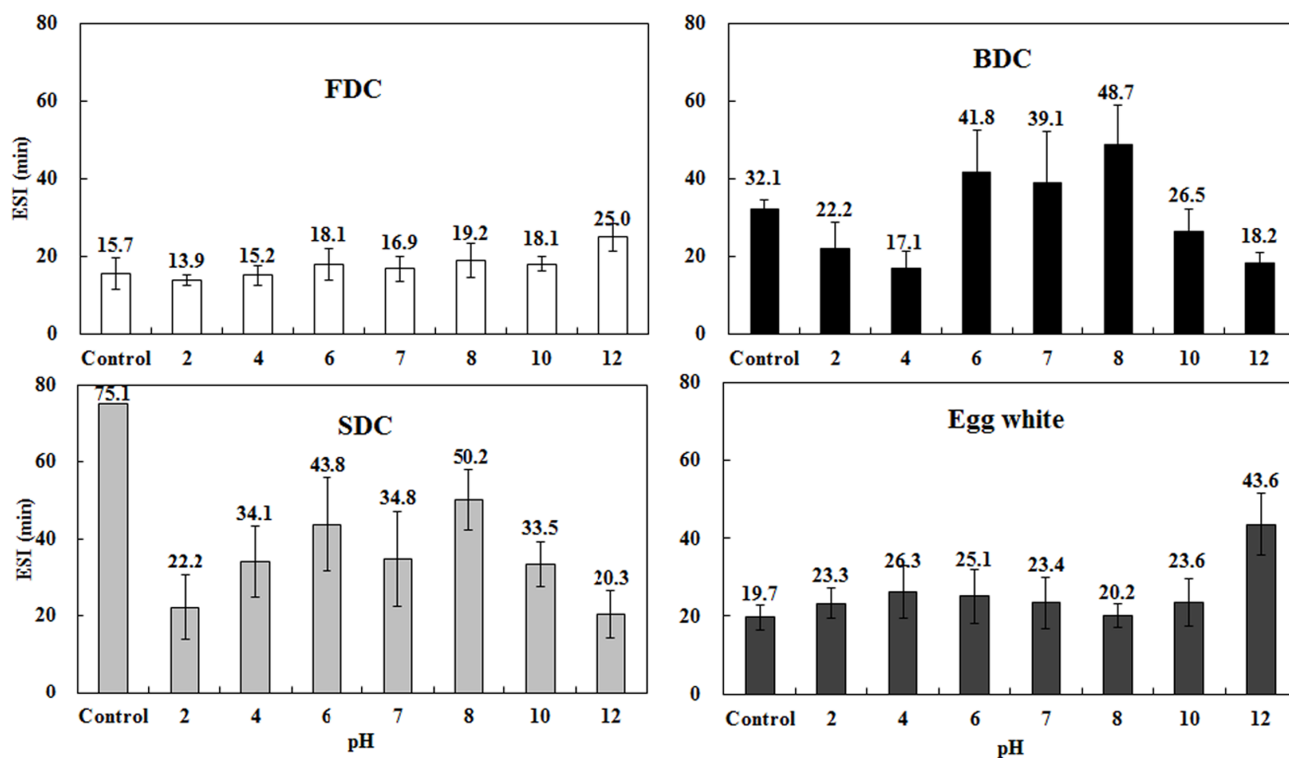 80
60
40
20
0
ESI (min)
FDC
15.7 13.9 15.2 18.1 16.9 19.2 18.1 25.0
Control 2 4 6 7 8 10 12
80
60
40
20
0
BDC
32.1 22.2 17.1 41.8 39.1 48.7 26.5 18.2
Control 2 4 6 7 8 10 12
80
60
40
20
0
ESI (min)
SDC
75.1 22.2 34.1 43.8 34.8 50.2 33.5 20.3
Control 2 4 6 7 8 10 12
pH
80
60
40
20
0
Egg white
19.7 23.3 26.3 25.1 23.4 20.2 23.6 43.6
Control 2 4 6 7 8 10 12
pH